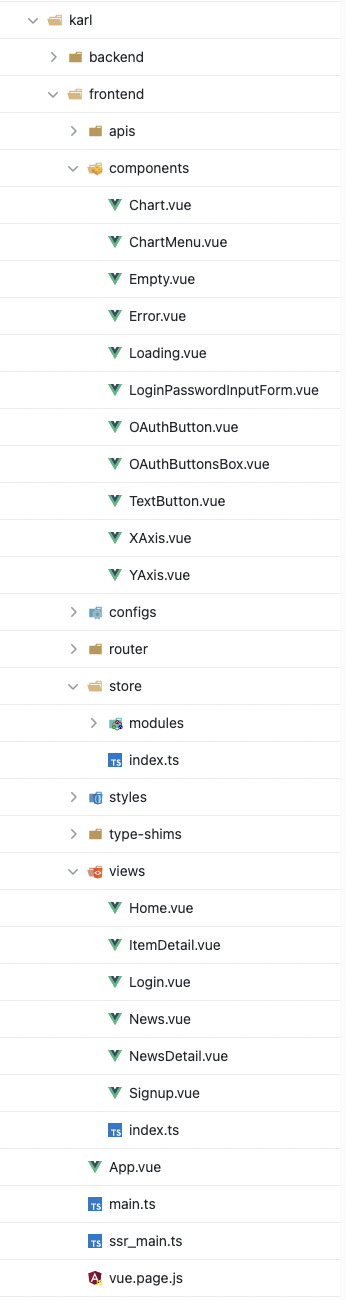 karl
backend
frontend
apis
components
Chart.vue
ChartMenu.vue
Empty.vue
Error.vue
Loading.vue
LoginPasswordInputForm.vue
OAuthButton.vue
OAuthButtonsBox.vue
TextButton.vue
XAxis.vue
YAxis.vue
configs
router
store
modules
TS index.ts
styles
type-shims
views
Home.vue
ItemDetail.vue
Login.vue
News.vue
NewsDetail.vue
Signup.vue
TS index.ts
App.vue
TS main.ts
TS ssr_main.ts
A vue.page.js